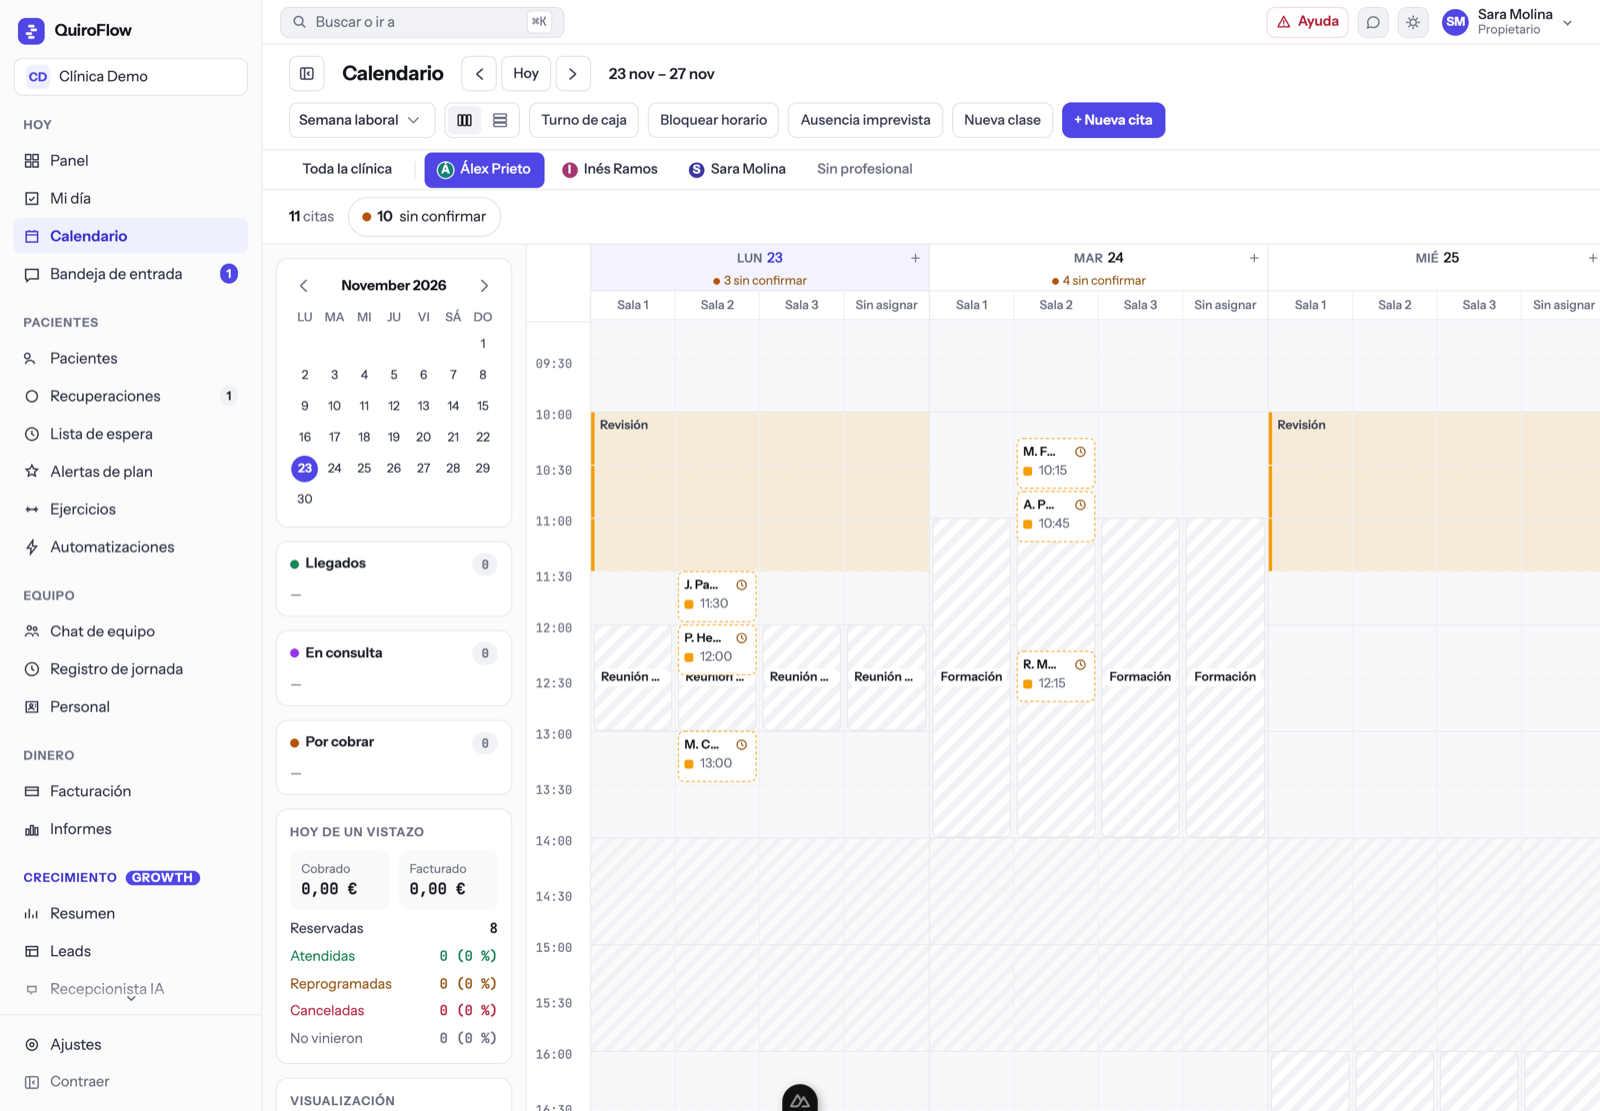 QuiroFlow
CD Clínica Demo
HOY
Panel
Mi día
Calendario
Bandeja de entrada 1
PACIENTES
Pacientes
Recuperaciones 1
Lista de espera
Alertas de plan
Ejercicios
Automatizaciones
EQUIPO
Chat de equipo
Registro de jornada
Personal
DINERO
Facturación
Informes
CRECIMIENTO GROWTH
Resumen
Leads
Recepcionista IA
Ajustes
Contraer
Buscar o ir a ⌘K
Ayuda
SM Sara Molina
Propietario
Calendario Hoy 23 nov – 27 nov
Semana laboral Turno de caja Bloquear horario Ausencia imprevista Nueva clase + Nueva cita
Toda la clínica Á Álex Prieto I Inés Ramos S Sara Molina Sin profesional
11 citas 10 sin confirmar
November 2026
LU MA MI JU VI SÁ DO
1
2 3 4 5 6 7 8
9 10 11 12 13 14 15
16 17 18 19 20 21 22
23 24 25 26 27 28 29
30
Llegados 0
—
En consulta 0
—
Por cobrar 0
—
HOY DE UN VISTAZO
Cobrado Facturado
0,00 € 0,00 €
Reservadas 8
Atendidas 0 (0 %)
Reprogramadas 0 (0 %)
Canceladas 0 (0 %)
No vinieron 0 (0 %)
VISUALIZACIÓN
LUN 23 + MAR 24 + MIÉ 25 +
3 sin confirmar 4 sin confirmar
Sala 1 Sala 2 Sala 3 Sin asignar Sala 1 Sala 2 Sala 3 Sin asignar Sala 1 Sala 2 Sala 3 Sin asignar
09:30
10:00
Revisión Revisión
M. F...
10:30 10:15
A. P...
11:00 10:45
11:30
J. Pa...
11:30
12:00
P. He...
12:00
R. M...
12:30 Reunión ... Reunión ... Reunión ... Reunión ... Formación 12:15 Formación Formación
13:00
M. C...
13:00
13:30
14:00
14:30
15:00
15:30
16:00
16:30